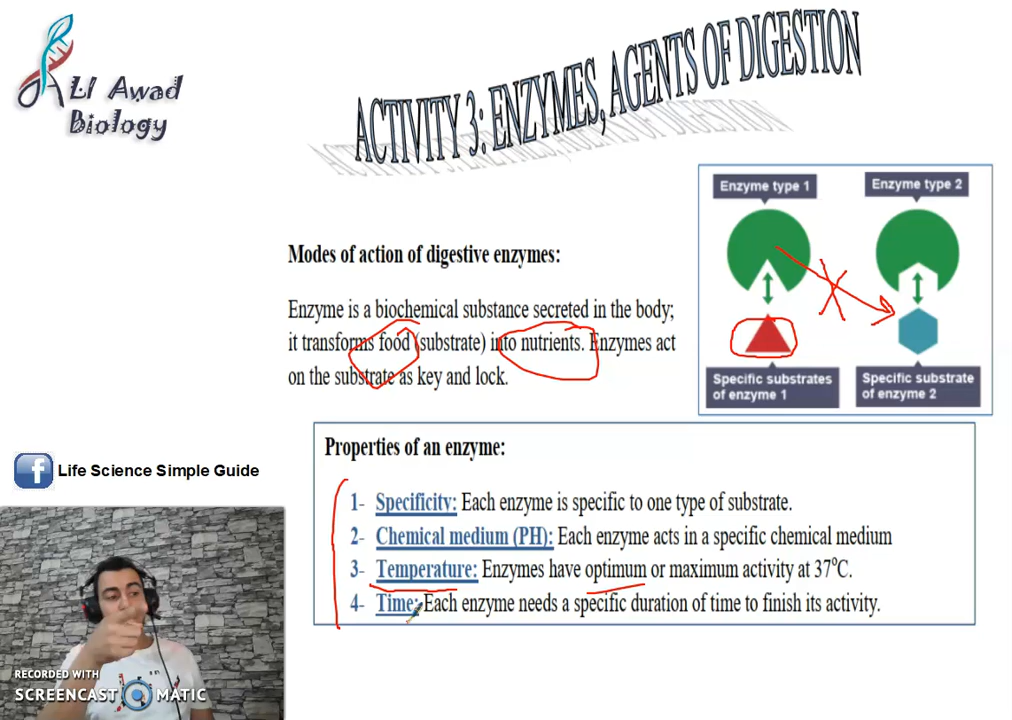 ALI Awad
Biology
ACTIVITY 3: ENZYMES, AGENTS OF DIGESTION
Enzyme type 1
Enzyme type 2
Specific substrates
of enzyme 1
Specific substrate
of enzyme 2
Modes of action of digestive enzymes:
Enzyme is a biochemical substance secreted in the body;
it transforms food (substrate) into nutrients. Enzymes act
on the substrate as key and lock.
Properties of an enzyme:
1- Specificity: Each enzyme is specific to one type of substrate.
2- Chemical medium (PH): Each enzyme acts in a specific chemical medium
3- Temperature: Enzymes have optimum or maximum activity at 37°C.
4- Time: Each enzyme needs a specific duration of time to finish its activity.
f Life Science Simple Guide
RECORDED WITH
SCREENCAST MATIC